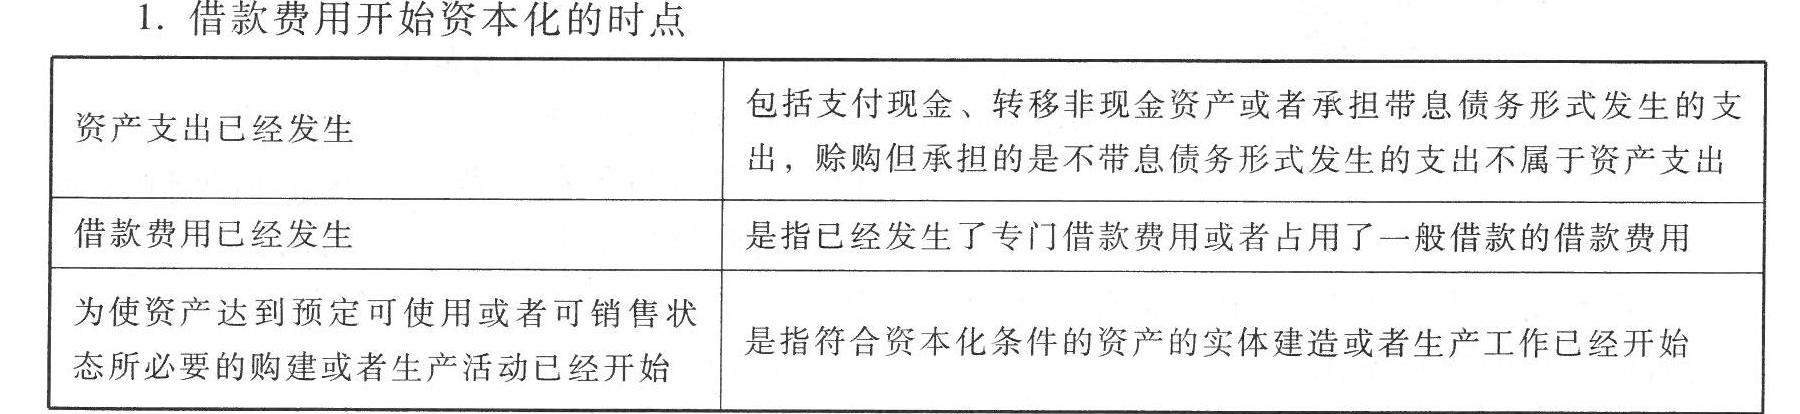 1. 借款费用开始资本化的时点
资产支出已经发生
包括支付现金、转移非现金资产或者承担带息债务形式发生的支
出，赊购但承担的是不带息债务形式发生的支出不属于资产支出
借款费用已经发生
是指已经发生了专门借款费用或者占用了一般借款的借款费用
为使资产达到预定可使用或者可销售状
态所必要的购建或者生产活动已经开始
是指符合资本化条件的资产的实体建造或者生产工作已经开始